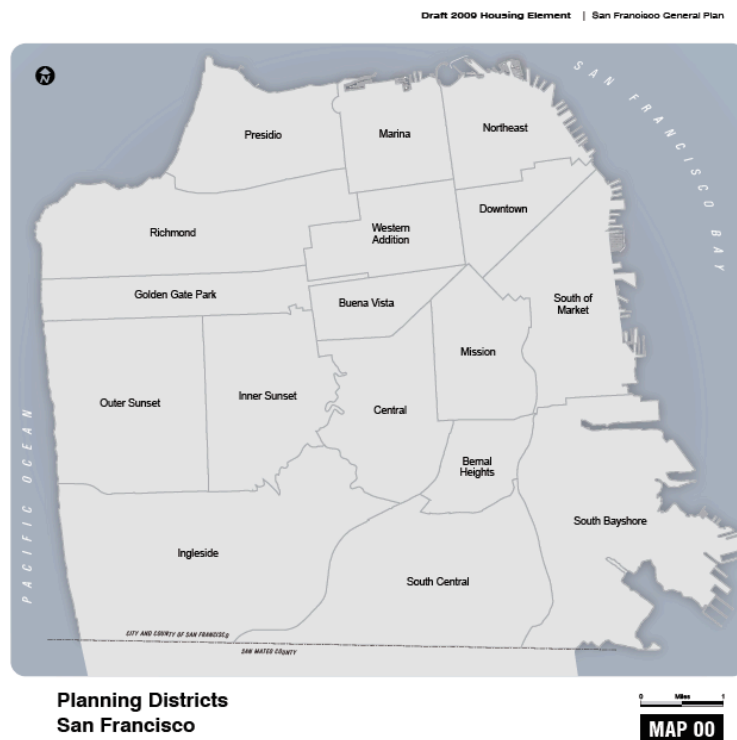 Draft 2009 Housing Element | San Francisco General Plan
N
SAN FRANCISCO BAY
Presidio
Marina
Northeast
Richmond
Western
Addition
Downtown
Golden Gate Park
Buena Vista
South of
Market
Mission
Outer Sunset
Inner Sunset
Central
Bernal
Heights
PACIFIC OCEAN
South Bayshore
Ingleside
South Central
CITY AND COUNTY OF SAN FRANCISCO
SAN MATEO COUNTY
Planning Districts
San Francisco
0 Miles 1
MAP 00